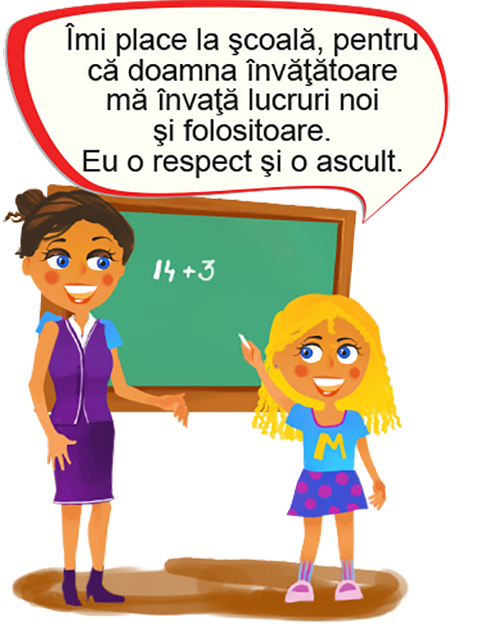 Îmi place la şcoală, pentru
că doamna învăţătoare
mă învaţă lucruri noi
şi folositoare.
Eu o respect şi o ascult.
14+3
M